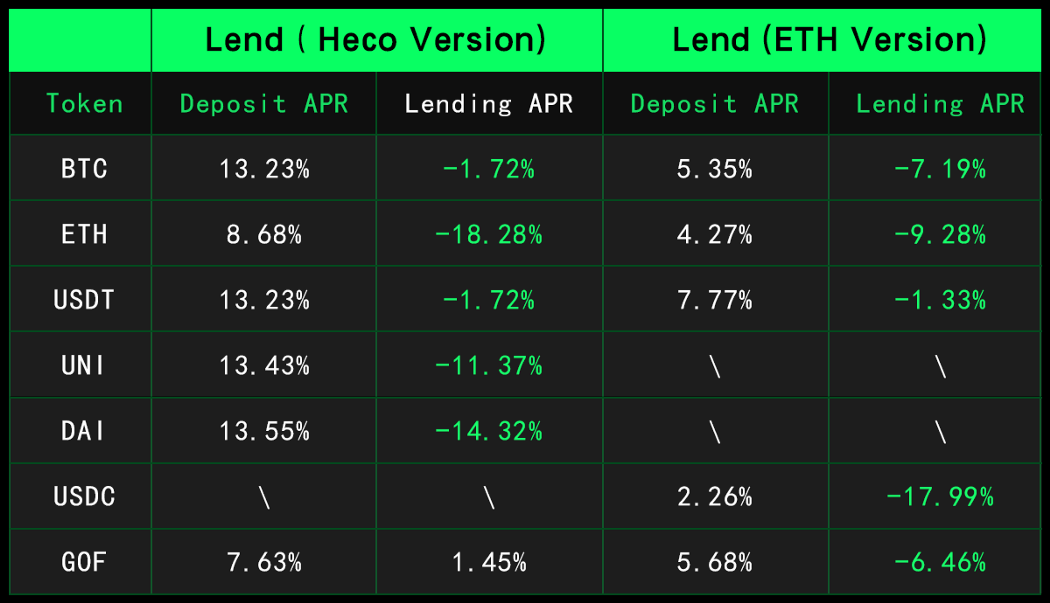 Lend ( Heco Version) Lend (ETH Version)
Token Deposit APR Lending APR Deposit APR Lending APR
BTC 13.23% -1.72% 5.35% -7.19%
ETH 8.68% -18.28% 4.27% -9.28%
USDT 13.23% -1.72% 7.77% -1.33%
UNI 13.43% -11.37% \ \
DAI 13.55% -14.32% \ \
USDC \ \ 2.26% -17.99%
GOF 7.63% 1.45% 5.68% -6.46%